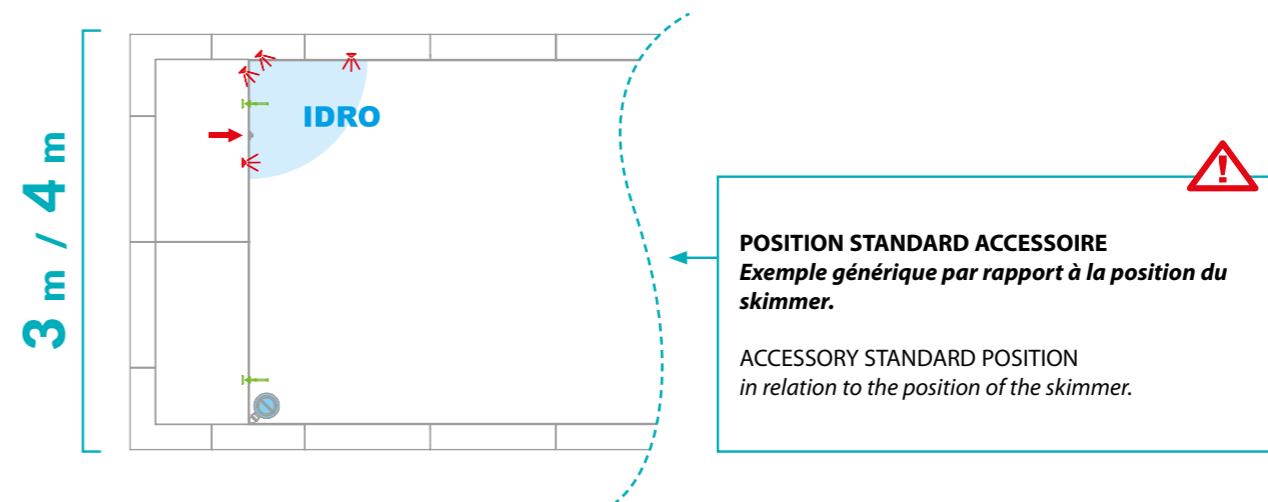 3 m / 4 m
IDRO
POSITION STANDARD ACCESSOIRE
Exemple générique par rapport à la position du
skimmer.
ACCESSORY STANDARD POSITION
in relation to the position of the skimmer.